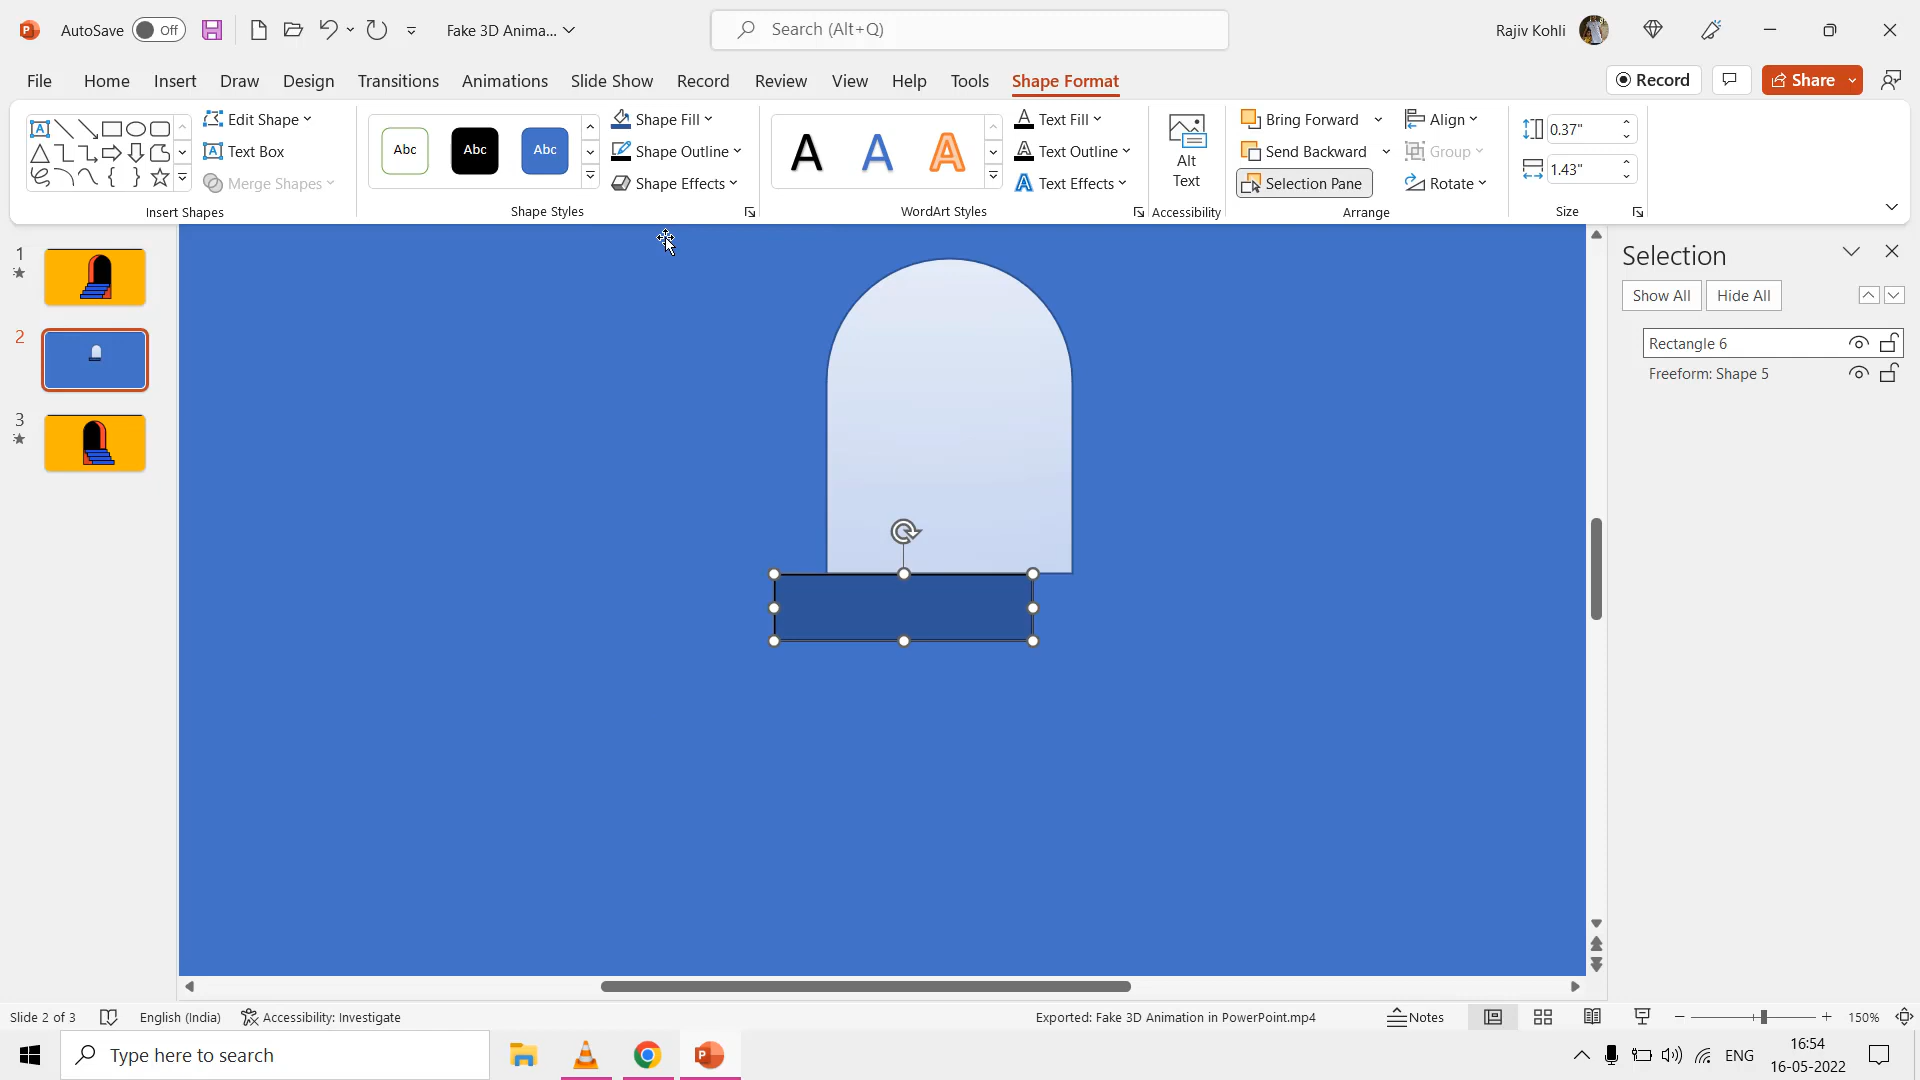 AutoSave Off Fake 3D Anima... Search (Alt+Q) Rajiv Kohli
File Home Insert Draw Design Transitions Animations Slide Show Record Review View Help Tools Shape Format Record Share
Edit Shape
Text Box
Merge Shapes
Insert Shapes
Abc Abc Abc
Shape Fill
Shape Outline
Shape Effects
Shape Styles
A A A
Text Fill
Text Outline
Text Effects
WordArt Styles
Alt
Text
Accessibility
Bring Forward
Send Backward
Selection Pane
Align
Group
Rotate
Arrange
0.37"
1.43"
Size
1
2
3
Selection
Show All Hide All
Rectangle 6
Freeform: Shape 5
Slide 2 of 3 English (India) Accessibility: Investigate Exported: Fake 3D Animation in PowerPoint.mp4 Notes 150%
Type here to search
ENG
16:54
16-05-2022